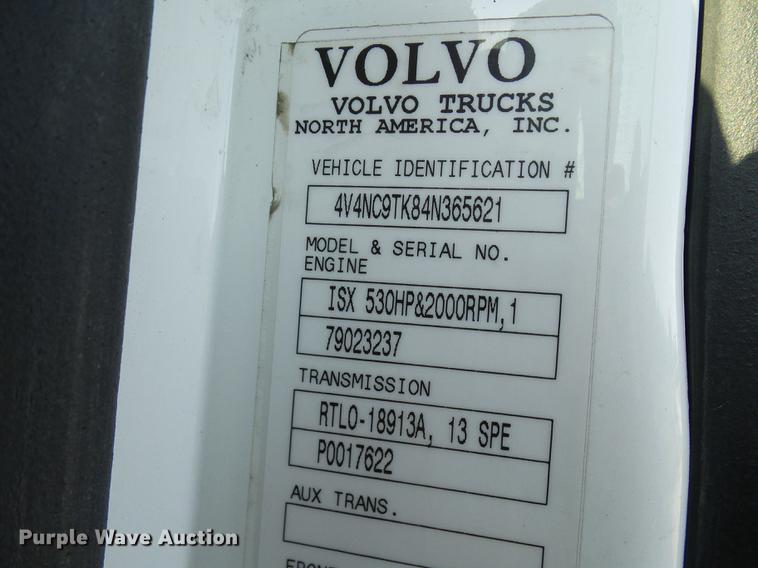 VOLVO
VOLVO TRUCKS
NORTH AMERICA, INC.
VEHICLE IDENTIFICATION #
4V4NC9TK84N365621
MODEL & SERIAL NO.
ENGINE
ISX 530HP&2000RPM,1
79023237
TRANSMISSION
RTLO-18913A, 13 SPE
P0017622
AUX TRANS.
FRONT
Purple Wave Auction